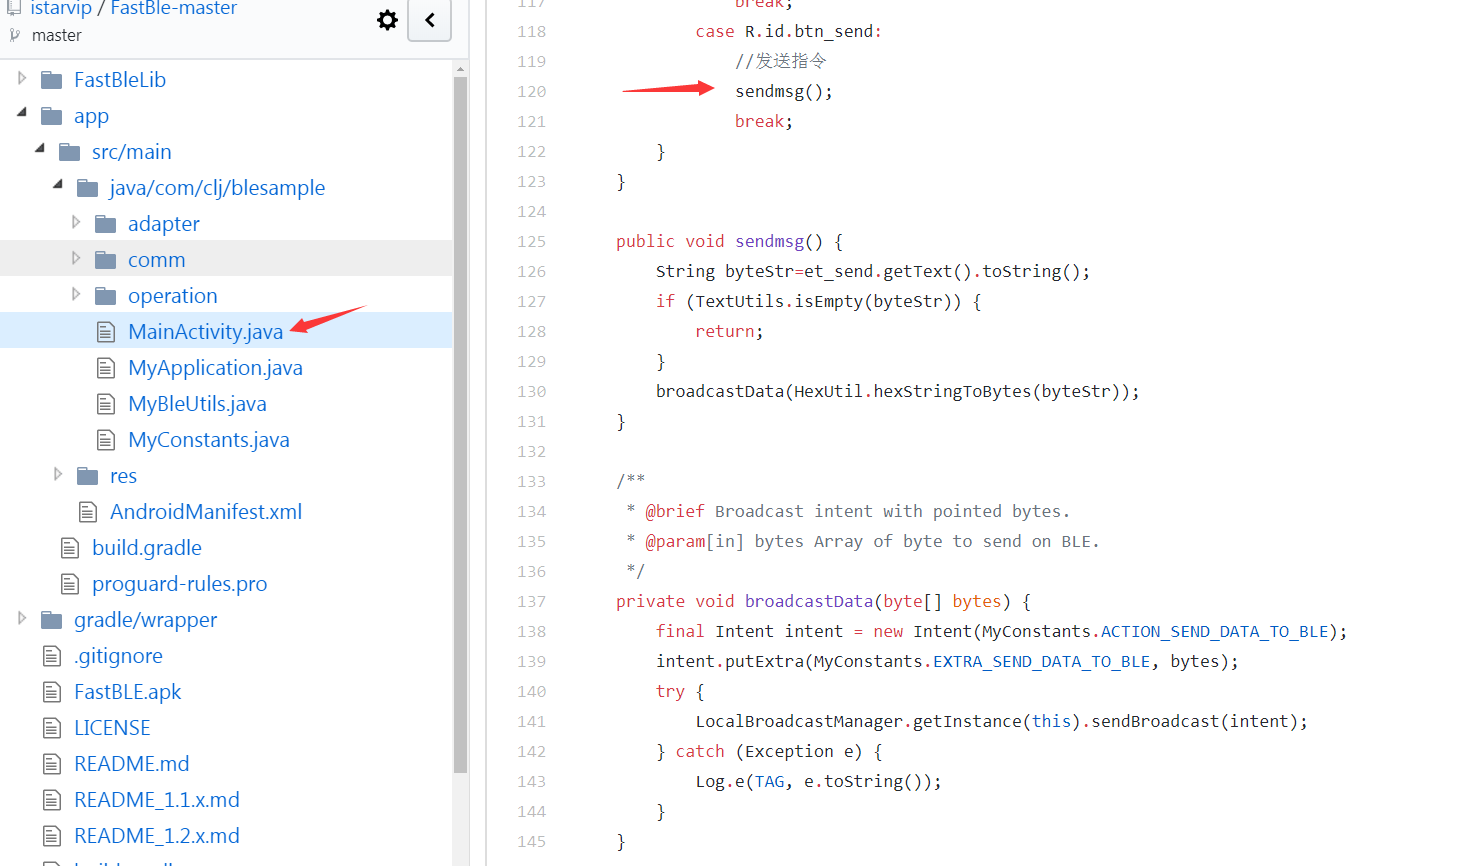 istarvip / FastBle-master
master
FastBleLib
app
src/main
java/com/clj/blesample
adapter
comm
operation
MainActivity.java
MyApplication.java
MyBleUtils.java
MyConstants.java
res
AndroidManifest.xml
build.gradle
proguard-rules.pro
gradle/wrapper
.gitignore
FastBLE.apk
LICENSE
README.md
README_1.1.x.md
README_1.2.x.md
117 break;
118 case R.id.btn_send:
119 //发送指令
120 sendmsg();
121 break;
122 }
123 }
124
125 public void sendmsg() {
126 String byteStr=et_send.getText().toString();
127 if (TextUtils.isEmpty(byteStr)) {
128 return;
129 }
130 broadcastData(HexUtil.hexStringToBytes(byteStr));
131 }
132
133 /**
134 * @brief Broadcast intent with pointed bytes.
135 * @param[in] bytes Array of byte to send on BLE.
136 */
137 private void broadcastData(byte[] bytes) {
138 final Intent intent = new Intent(MyConstants.ACTION_SEND_DATA_TO_BLE);
139 intent.putExtra(MyConstants.EXTRA_SEND_DATA_TO_BLE, bytes);
140 try {
141 LocalBroadcastManager.getInstance(this).sendBroadcast(intent);
142 } catch (Exception e) {
143 Log.e(TAG, e.toString());
144 }
145 }